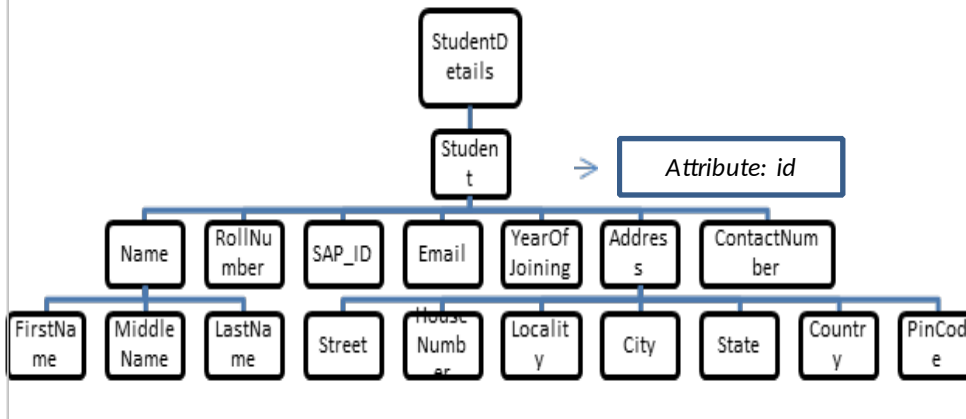 StudentD
etails
Studen
t
Attribute: id
Name
RollNu
mber
SAP_ID
Email
YearOf
Joining
Addres
s
ContactNum
ber
FirstNa
me
Middle
Name
LastNa
me
Street
House
Numb
er
Localit
y
City
State
Countr
y
PinCod
e